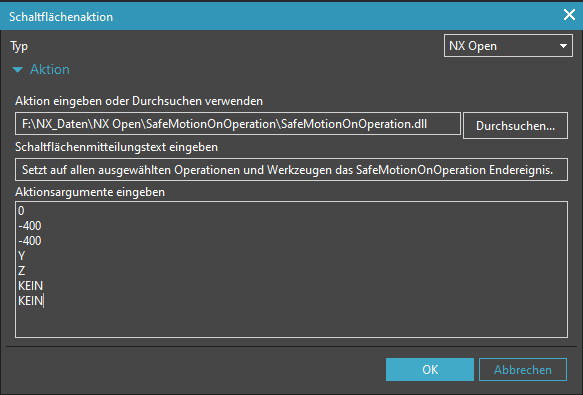 Schaltflächenaktion
Typ
NX Open
Aktion
Aktion eingeben oder Durchsuchen verwenden
F:\NX_Daten\NX Open\SafeMotionOnOperation\SafeMotionOnOperation.dll
Durchsuchen...
Schaltflächenmitteilungstext eingeben
Setzt auf allen ausgewählten Operationen und Werkzeugen das SafeMotionOnOperation Endereignis.
Aktionsargumente eingeben
0
-400
-400
Y
Z
KEIN
KEIN
OK
Abbrechen